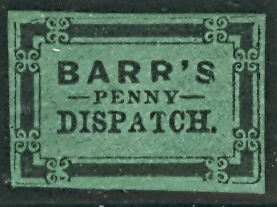 BARR'S
—PENNY—
DISPATCH.